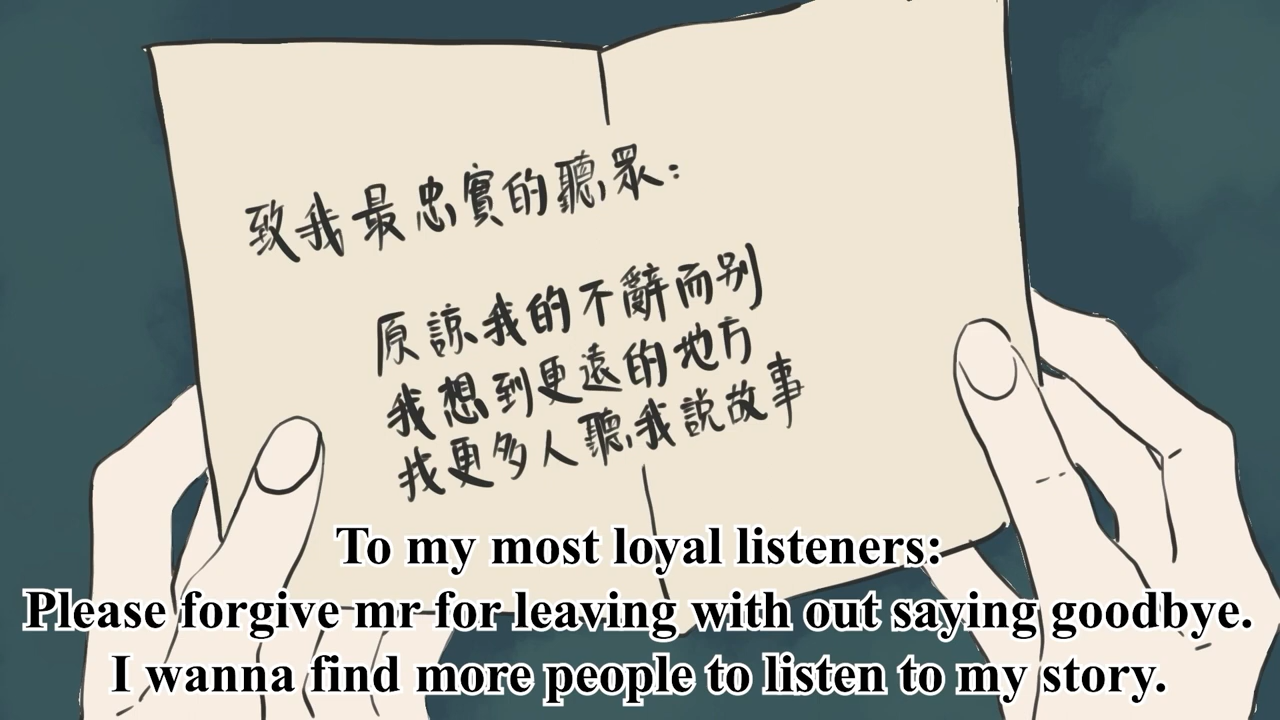 致我最忠實的聽眾:
原諒我的不辭而别
我想到更遠的地方
找更多人聽我說故事
To my most loyal listeners:
Please forgive mr for leaving with out saying goodbye.
I wanna find more people to listen to my story.